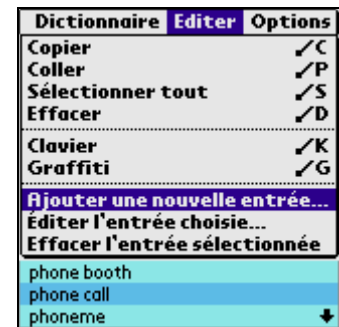 Dictionnaire Editer Options
Copier /C
Coller /P
Sélectionner tout /S
Effacer /D
Clavier /K
Graffiti /G
Ajouter une nouvelle entrée...
Éditer l'entrée choisie...
Effacer l'entrée sélectionnée
phone booth
phone call
phoneme